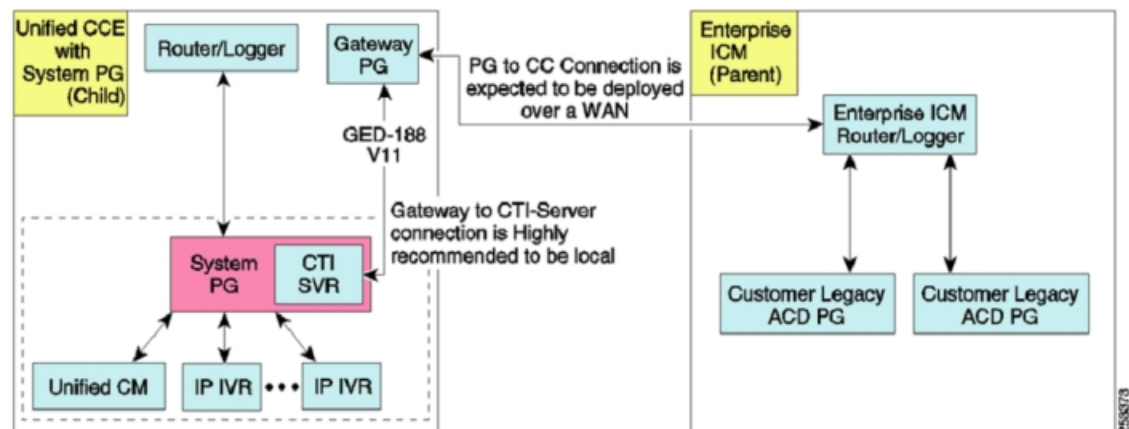 Unified CCE
with
System PG
(Child)
Router/Logger
Gateway
PG
PG to CC Connection is
expected to be deployed
over a WAN
Enterprise
ICM
(Parent)
Enterprise ICM
Router/Logger
GED-188
V11
Gateway to CTI-Server
connection is Highly
recommended to be local
System
PG
CTI
SVR
Customer Legacy
ACD PG
Customer Legacy
ACD PG
Unified CM
IP IVR
IP IVR
253373